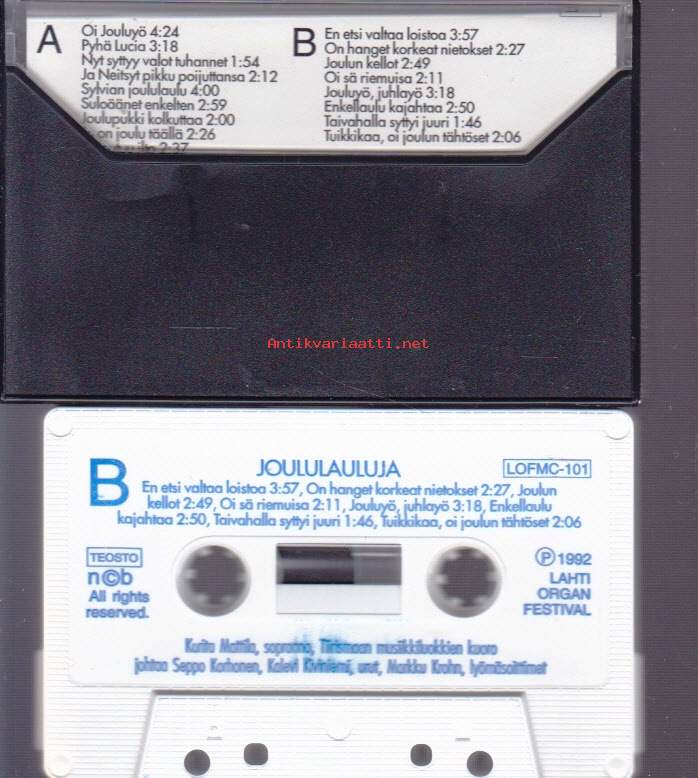 A
Oi Jouluyö 4:24
Pyhä Lucia 3:18
Nyt syttyy valot tuhannet 1:54
Ja Neitsyt pikku poijuttansa 2:12
Sylvian joululaulu 4:00
Suloäänet enkelten 2:59
Joulupukki kolkuttaa 2:00
on joulu täällä 2:26
2:37
B
En etsi valtaa loistoa 3:57
On hanget korkeat nietokset 2:27
Joulun kellot 2:49
Oi sä riemuisa 2:11
Jouluyö, juhlayö 3:18
Enkellaulu kajahtaa 2:50
Taivahalla syttyi juuri 1:46
Tuikkikaa, oi joulun tähtöset 2:06
Antikvariaatti.net
B
JOULULAULUJA
LOFMC-101
En etsi valtaa loistoa 3:57, On hanget korkeat nietokset 2:27, Joulun
kellot 2:49, Oi sä riemuisa 2:11, Jouluyö, juhlayö 3:18, Enkellaulu
kajahtaa 2:50, Taivahalla syttyi juuri 1:46, Tuikkikaa, oi joulun tähtöset 2:06
TEOSTO
n©b
All rights
reserved.
Ⓟ 1992
LAHTI
ORGAN
FESTIVAL
Karita Mattila, sopraano, Tiirismaan musiikkiluokkien kuoro
johtaa Seppo Korhonen, Kalevi Kiviniemi, urut, Markku Krohn, lyömäsoittimet